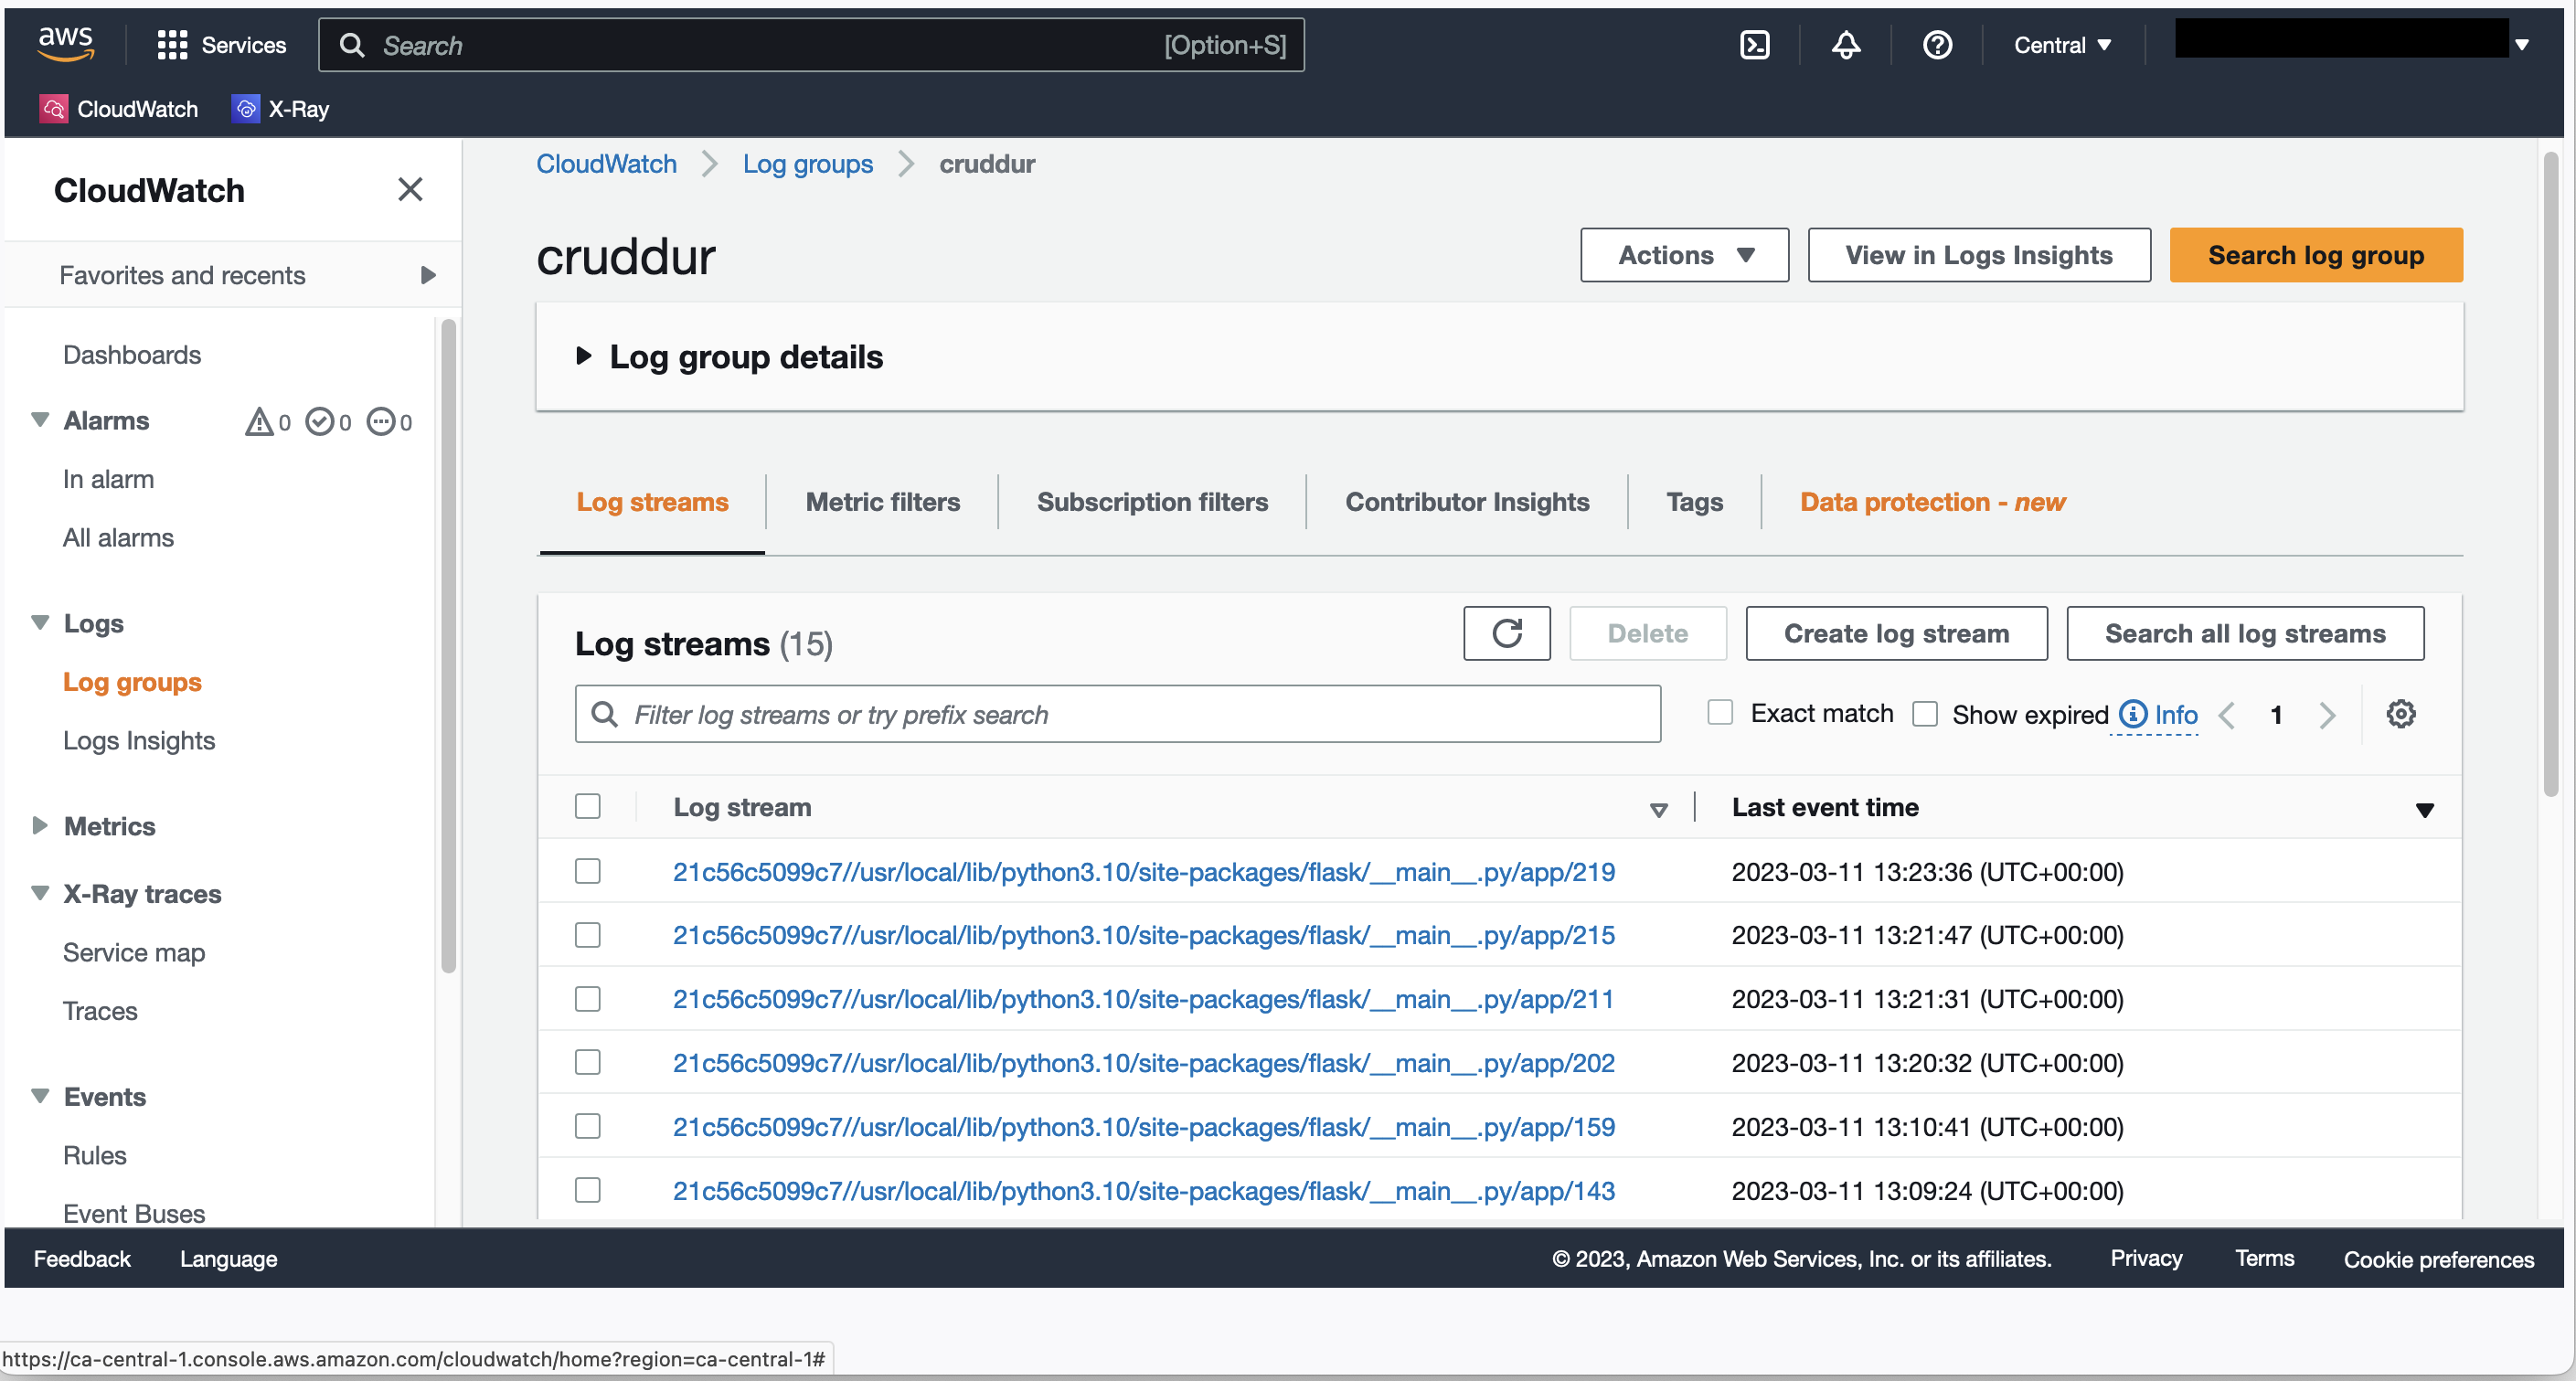 aws Services Search [Option+S] Central
CloudWatch X-Ray
CloudWatch
Favorites and recents
Dashboards
Alarms 0 0 0
In alarm
All alarms
Logs
Log groups
Logs Insights
Metrics
X-Ray traces
Service map
Traces
Events
Rules
Event Buses
CloudWatch Log groups cruddur
cruddur Actions View in Logs Insights Search log group
Log group details
Log streams Metric filters Subscription filters Contributor Insights Tags Data protection - new
Log streams (15) Delete Create log stream Search all log streams
Filter log streams or try prefix search Exact match Show expired Info 1
Log stream Last event time
21c56c5099c7//usr/local/lib/python3.10/site-packages/flask/__main__.py/app/219 2023-03-11 13:23:36 (UTC+00:00)
21c56c5099c7//usr/local/lib/python3.10/site-packages/flask/__main__.py/app/215 2023-03-11 13:21:47 (UTC+00:00)
21c56c5099c7//usr/local/lib/python3.10/site-packages/flask/__main__.py/app/211 2023-03-11 13:21:31 (UTC+00:00)
21c56c5099c7//usr/local/lib/python3.10/site-packages/flask/__main__.py/app/202 2023-03-11 13:20:32 (UTC+00:00)
21c56c5099c7//usr/local/lib/python3.10/site-packages/flask/__main__.py/app/159 2023-03-11 13:10:41 (UTC+00:00)
21c56c5099c7//usr/local/lib/python3.10/site-packages/flask/__main__.py/app/143 2023-03-11 13:09:24 (UTC+00:00)
Feedback Language © 2023, Amazon Web Services, Inc. or its affiliates. Privacy Terms Cookie preferences
https://ca-central-1.console.aws.amazon.com/cloudwatch/home?region=ca-central-1#